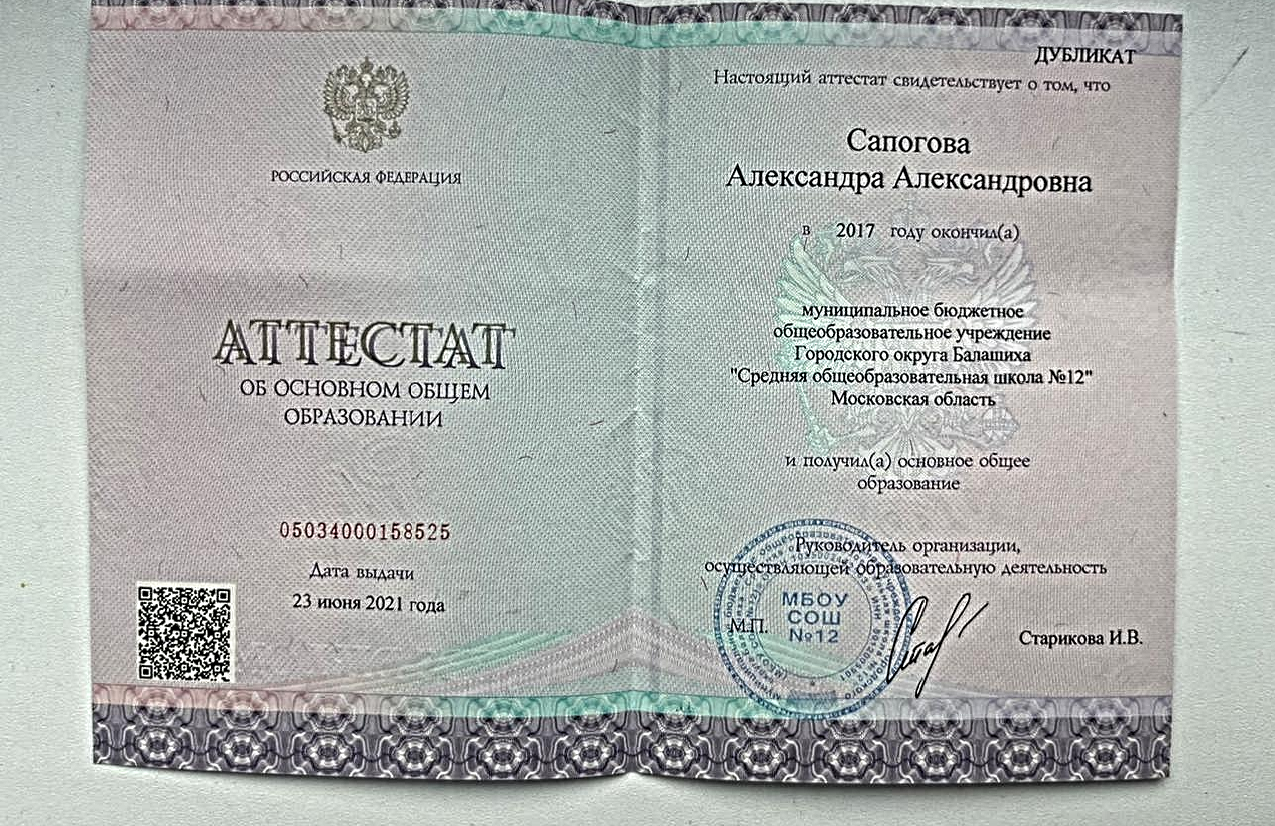 РОССИЙСКАЯ ФЕДЕРАЦИЯ
АТТЕСТАТ
ОБ ОСНОВНОМ ОБЩЕМ
ОБРАЗОВАНИИ
05034000158525
Дата выдачи
23 июня 2021 года
ДУБЛИКАТ
Настоящий аттестат свидетельствует о том, что
Сапогова
Александра Александровна
в 2017 году окончил(а)
муниципальное бюджетное
общеобразовательное учреждение
Городского округа Балашиха
"Средняя общеобразовательная школа №12"
Московская область
и получил(а) основное общее
образование
Руководитель организации,
осуществляющей образовательную деятельность
МБОУ
СОШ
№12
М.П.
Старикова И.В.